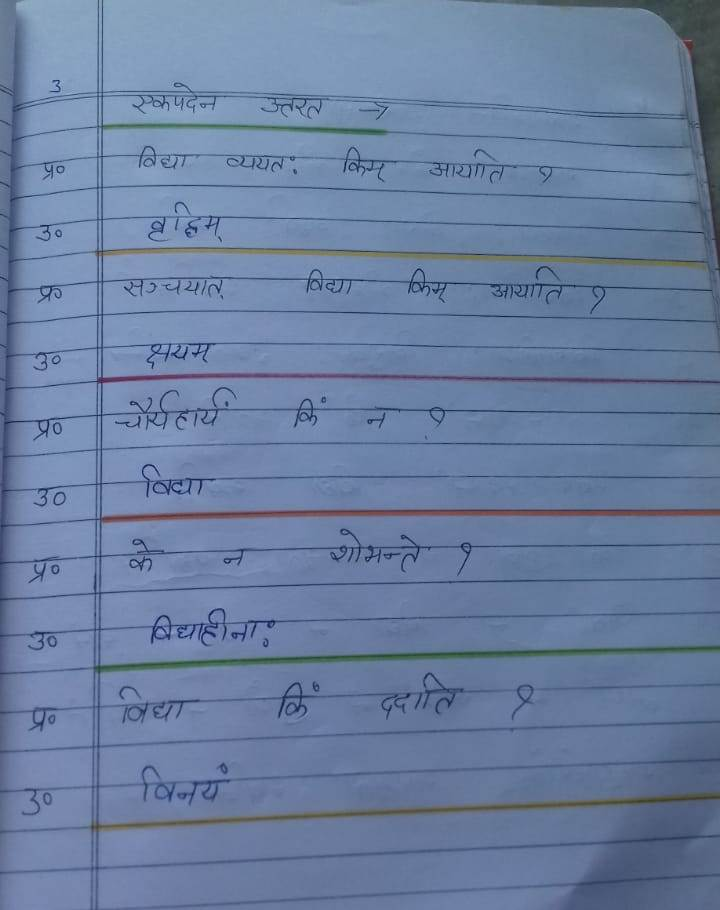 3
एकपदेन उत्तरत →
प्र० विद्या व्ययतः किम् आयाति ?
उ० वृद्धिम्
प्र० सञ्चयात् विद्या किम् आयाति ?
उ० क्षयम्
प्र० चौर्यहार्यं किं न ?
उ० विद्या
प्र० के न शोभन्ते ?
उ० विद्याहीनाः
प्र० विद्या किं ददाति ?
उ० विनयं